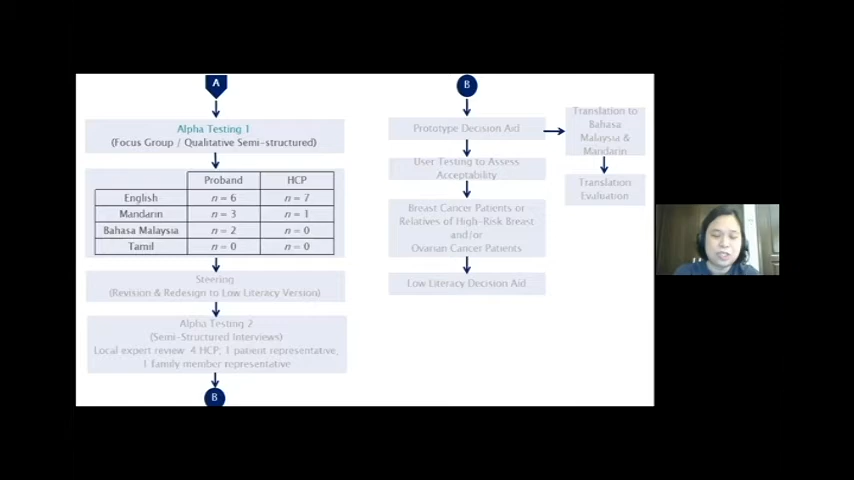 A
Alpha Testing 1
(Focus Group / Qualitative Semi-structured)
Proband HCP
English n = 6 n = 7
Mandarin n = 3 n = 1
Bahasa Malaysia n = 2 n = 0
Tamil n = 0 n = 0
Steering
(Revision & Redesign to Low Literacy Version)
Alpha Testing 2
(Semi-Structured Interviews)
Local expert review: 4 HCP; 1 patient representative,
1 family member representative
B
B
Prototype Decision Aid
User Testing to Assess
Acceptability
Breast Cancer Patients or
Relatives of High-Risk Breast
and/or
Ovarian Cancer Patients
Low Literacy Decision Aid
Translation to
Bahasa
Malaysia &
Mandarin
Translation
Evaluation